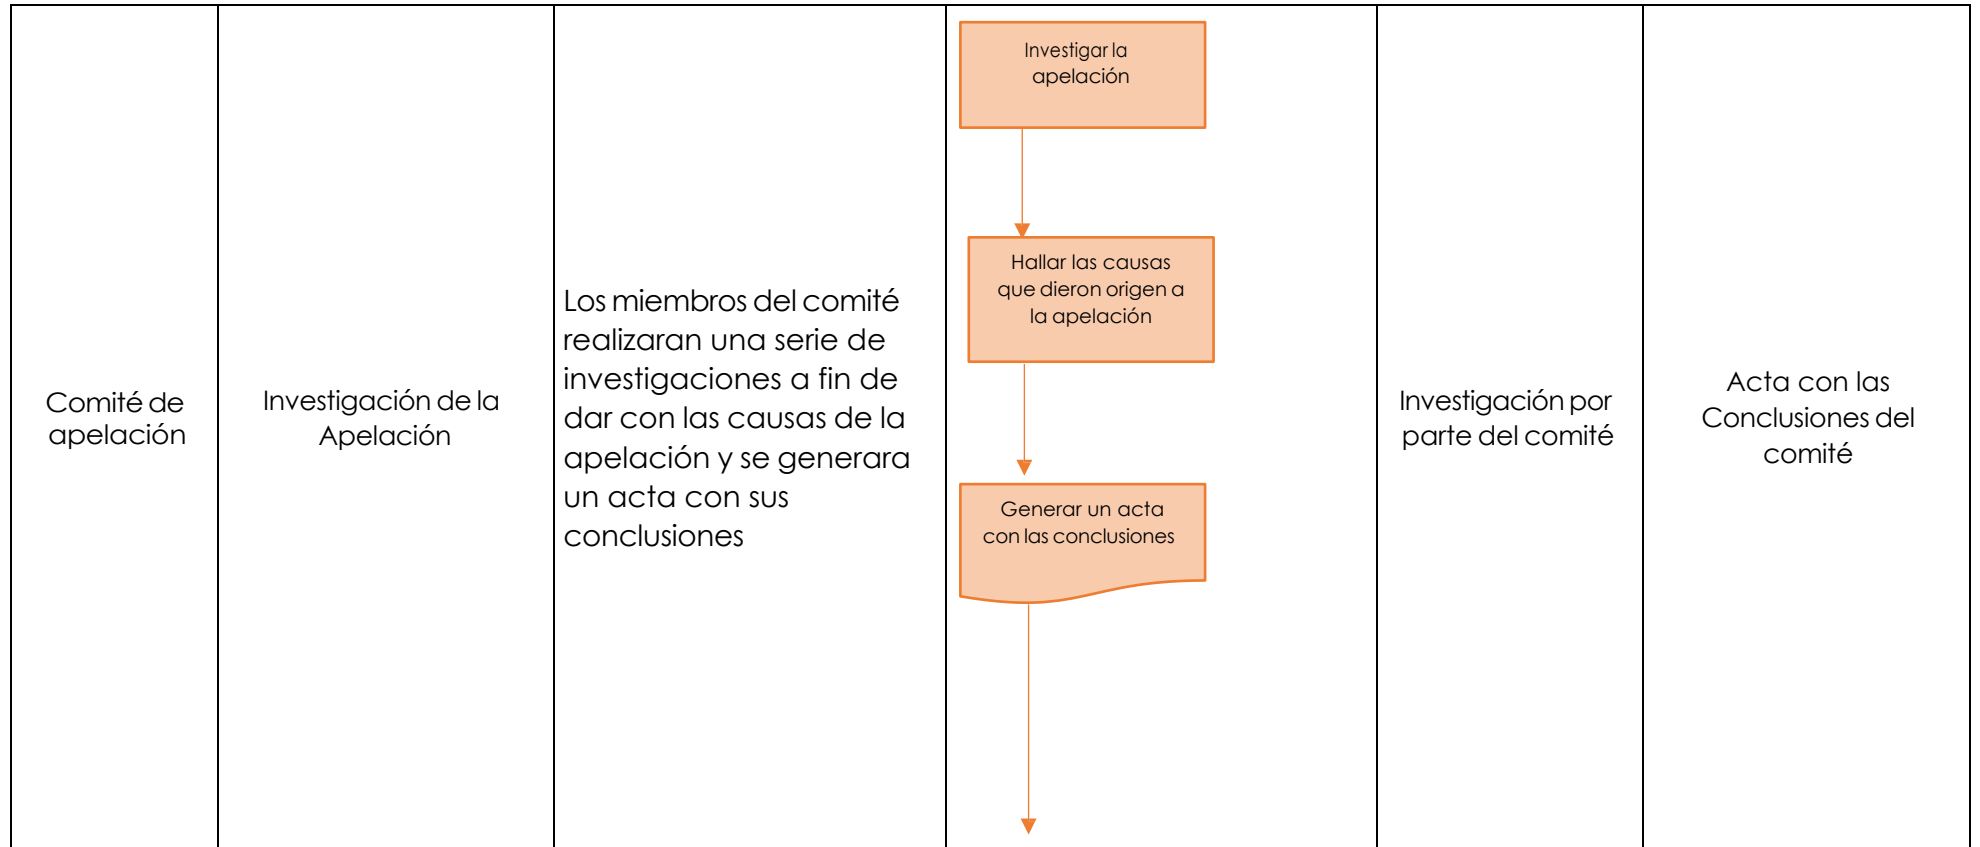 Comité de
apelación
Investigación de la
Apelación
Los miembros del comité
realizaran una serie de
investigaciones a fin de
dar con las causas de la
apelación y se generara
un acta con sus
conclusiones
Investigar la
apelación
Hallar las causas
que dieron origen a
la apelación
Generar un acta
con las conclusiones
Investigación por
parte del comité
Acta con las
Conclusiones del
comité